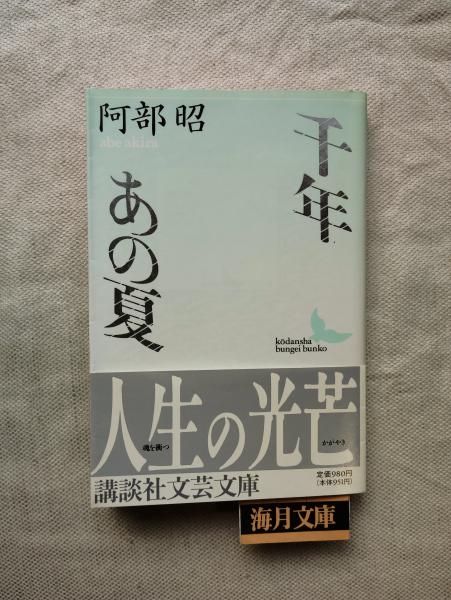 阿部 昭
abe akira
千年
あの夏
kōdansha
bungei bunko
魂を衝つ
人生の光芒
かがやき
講談社文芸文庫
定価980円
(本体951円)
海月文庫